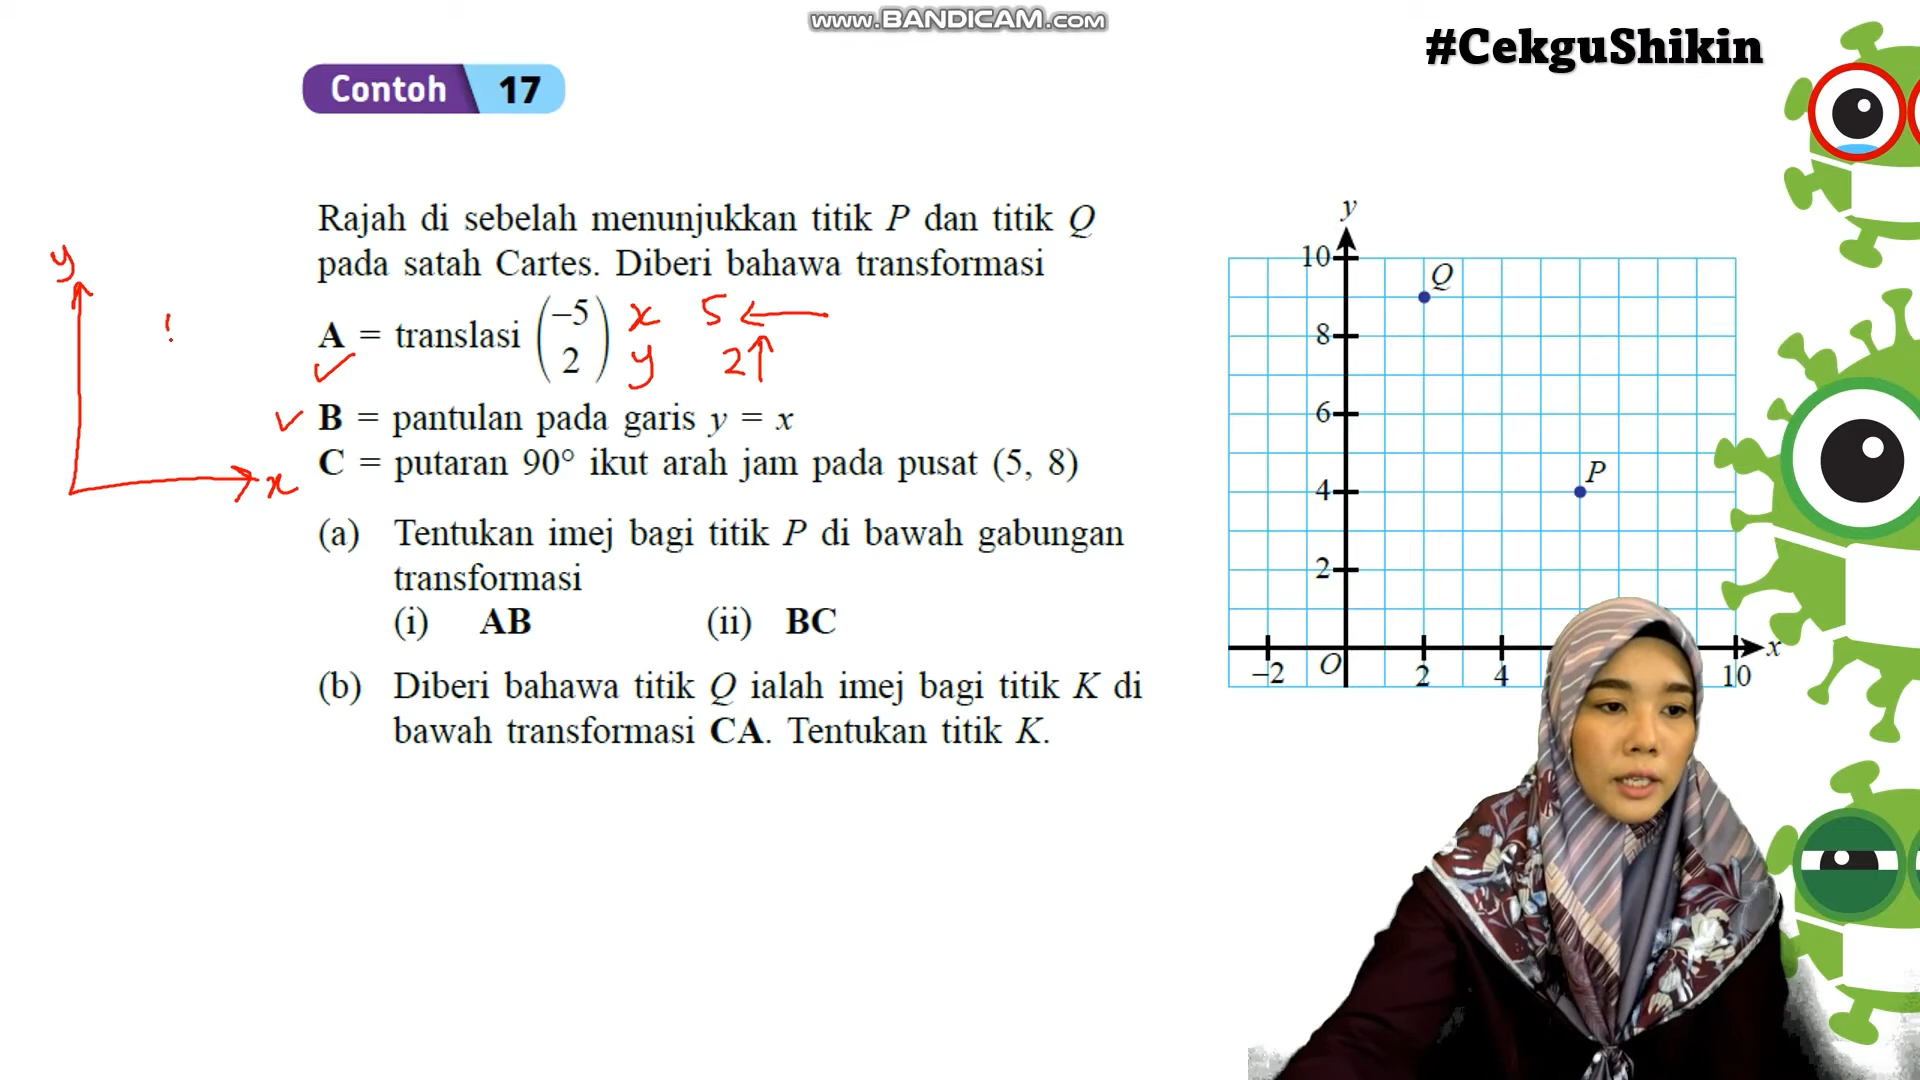 www.BANDICAM.com
#CekguShikin
Contoh 17
Rajah di sebelah menunjukkan titik P dan titik Q
pada satah Cartes. Diberi bahawa transformasi
A = translasi (−5 2) x 5 ← y 2 ↑
B = pantulan pada garis y = x
C = putaran 90° ikut arah jam pada pusat (5, 8)
(a) Tentukan imej bagi titik P di bawah gabungan
transformasi
(i) AB (ii) BC
(b) Diberi bahawa titik Q ialah imej bagi titik K di
bawah transformasi CA. Tentukan titik K.
y
x
y
10
Q
8
6
P
4
2
O
−2 2 4 10 x